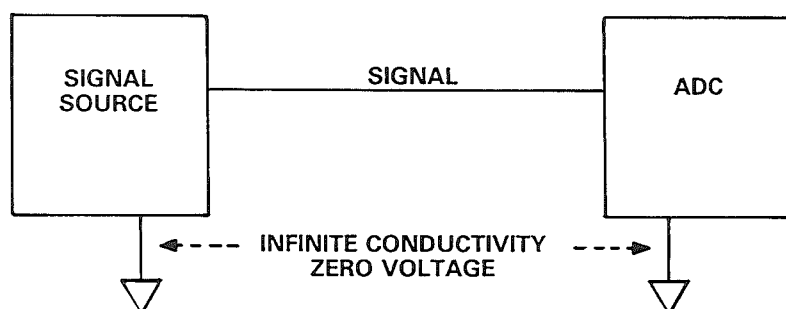 SIGNAL
SOURCE
SIGNAL
ADC
INFINITE CONDUCTIVITY
ZERO VOLTAGE